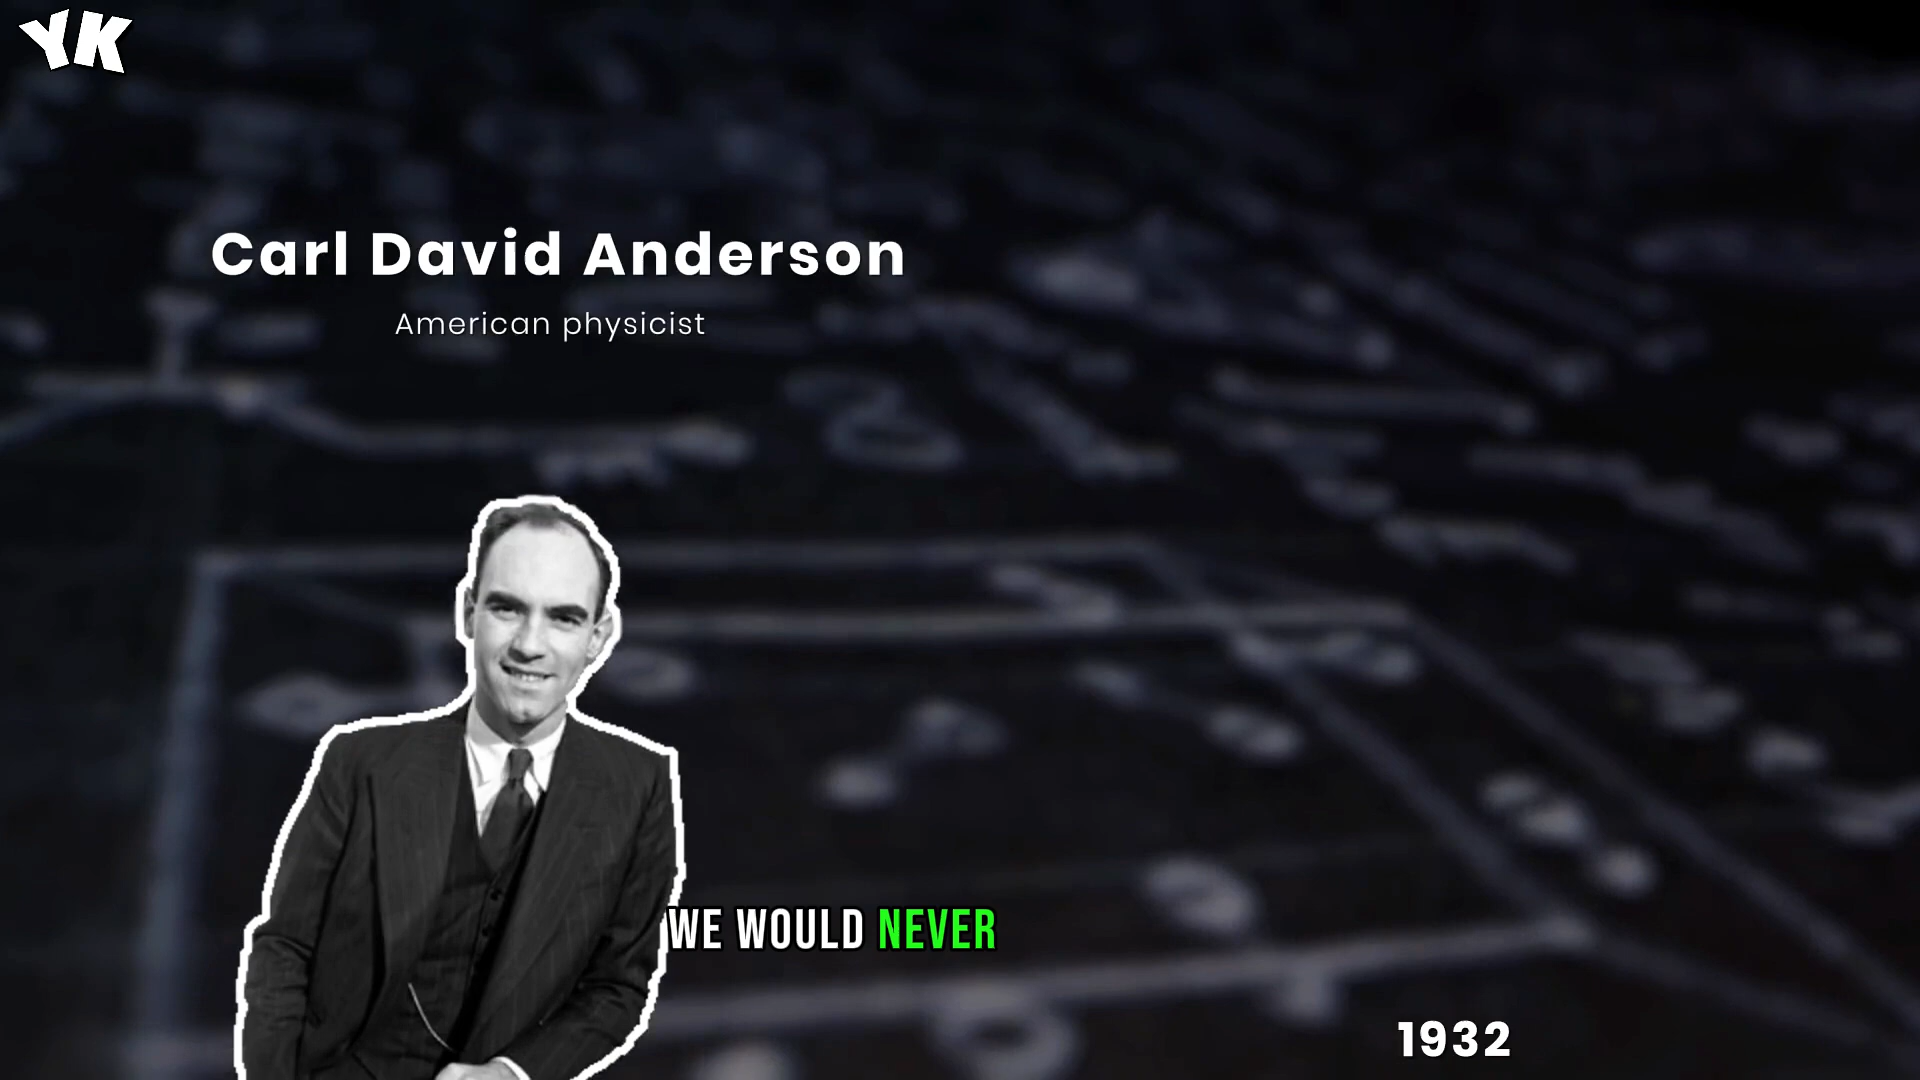 YK
Carl David Anderson
American physicist
WE WOULD NEVER
1932